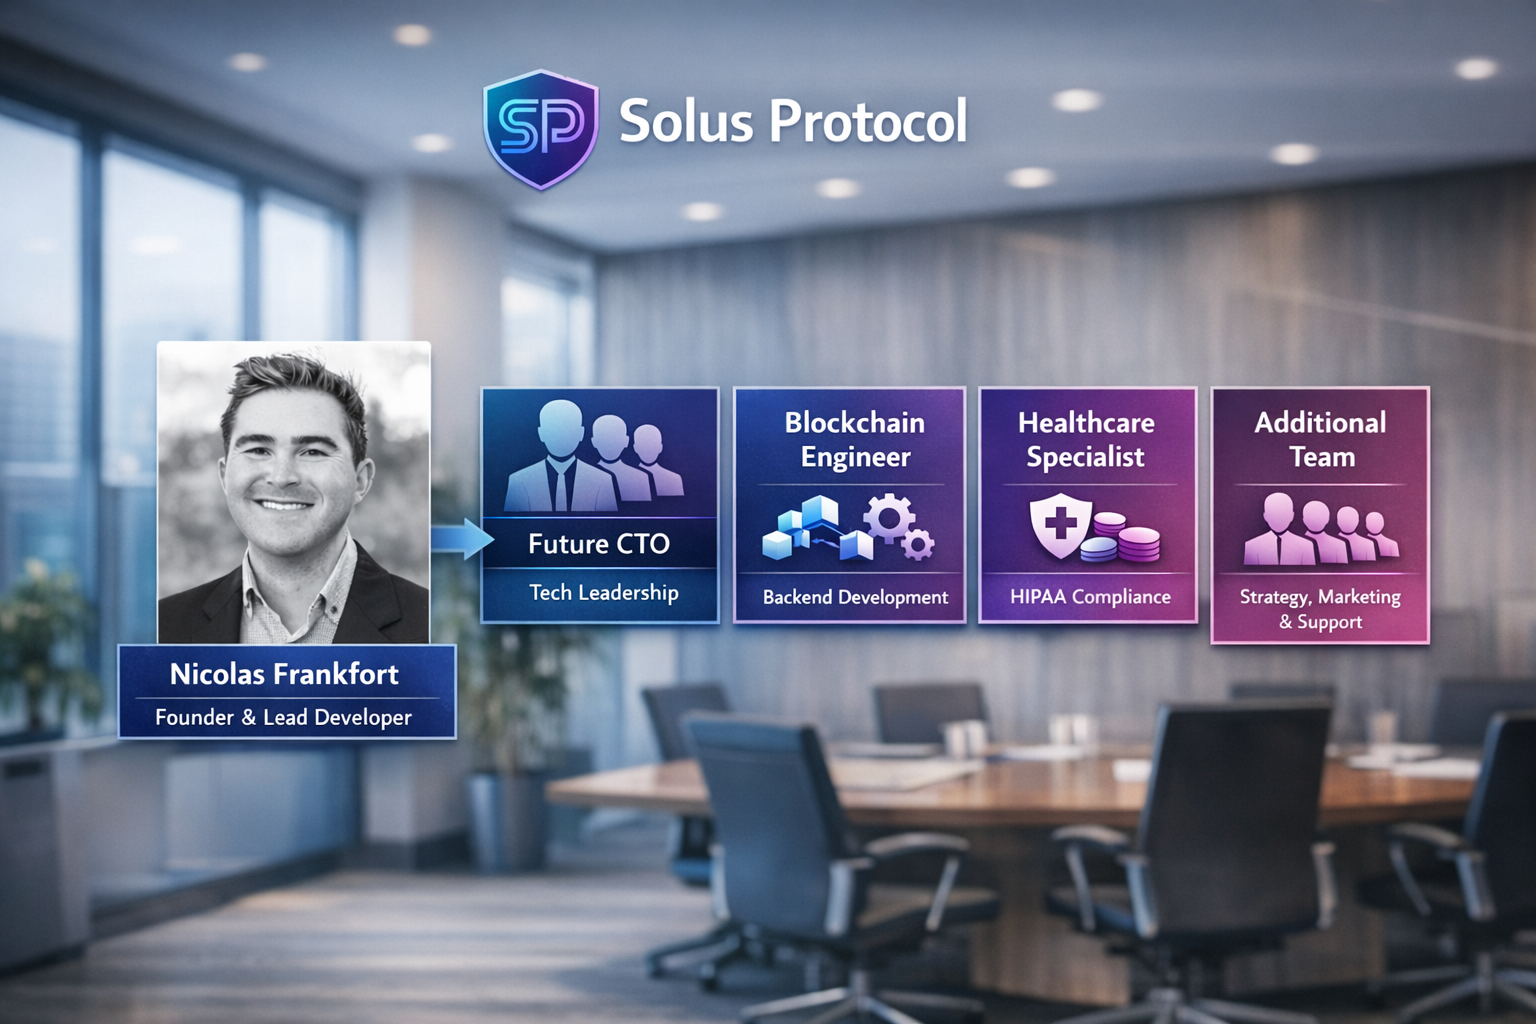 SP
Solus Protocol
Nicolas Frankfort
Founder & Lead Developer
Future CTO
Tech Leadership
Blockchain
Engineer
Backend Development
Healthcare
Specialist
HIPAA Compliance
Additional
Team
Strategy, Marketing
& Support